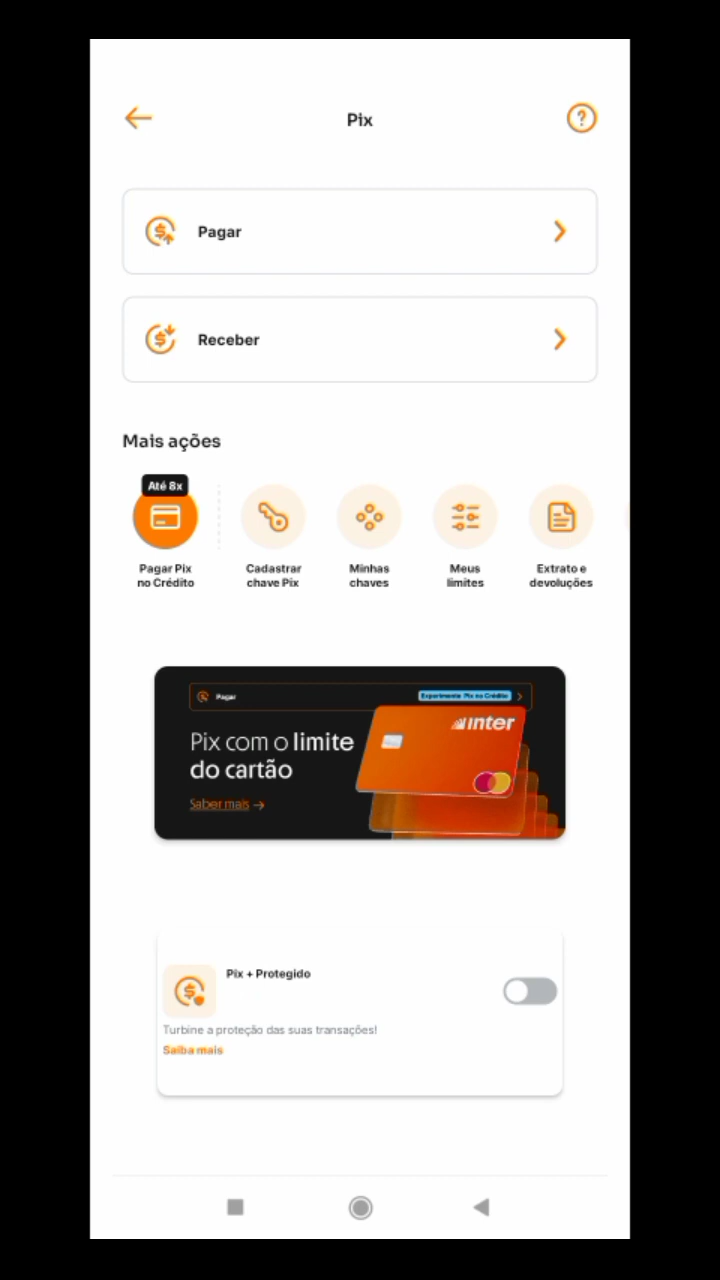 Pix
Pagar
Receber
Mais ações
Até 8x
Pagar Pix
no Crédito
Cadastrar
chave Pix
Minhas
chaves
Meus
limites
Extrato e
devoluções
Pagar
Experimente Pix no Crédito
inter
Pix com o limite
do cartão
Saber mais →
Pix + Protegido
Turbine a proteção das suas transações!
Saiba mais